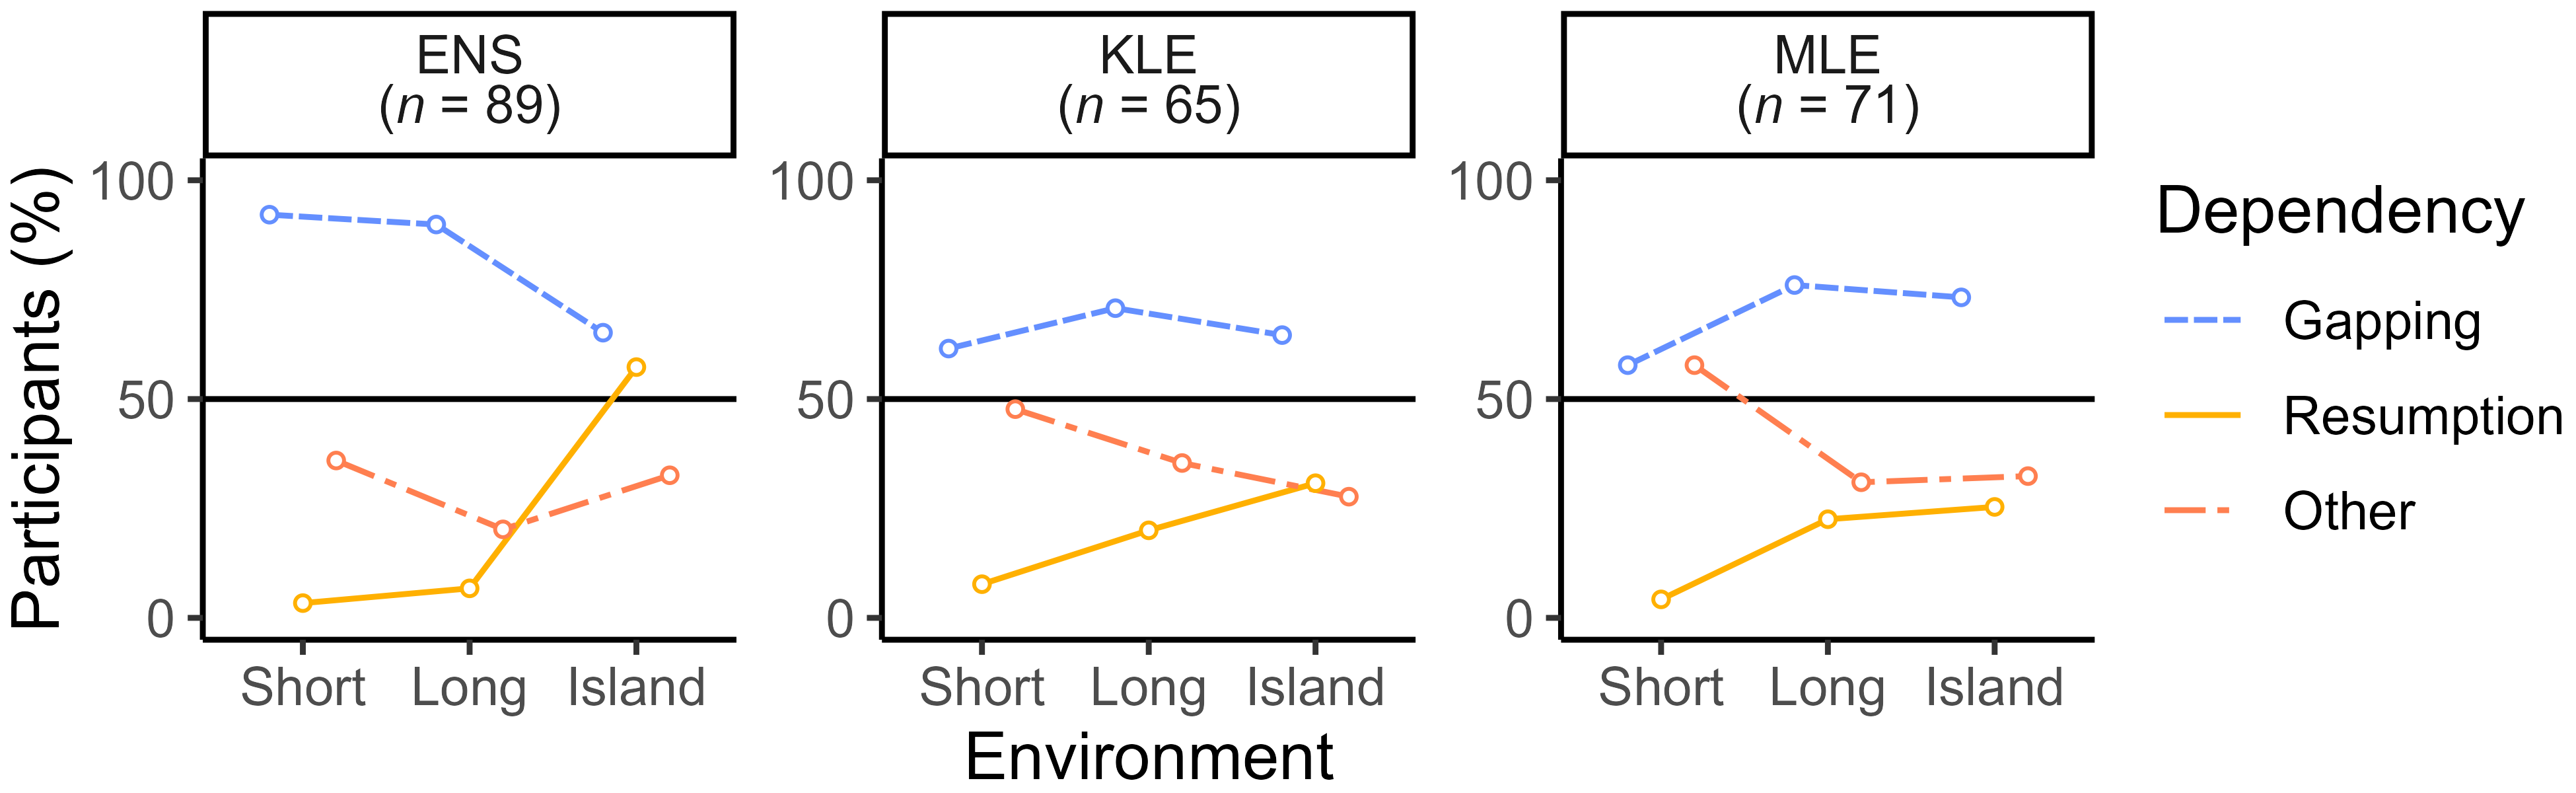 ENS
(n = 89)
KLE
(n = 65)
MLE
(n = 71)
Participants (%)
100
50
0
100
50
0
100
50
0
Short Long Island
Short Long Island
Short Long Island
Environment
Dependency
Gapping
Resumption
Other